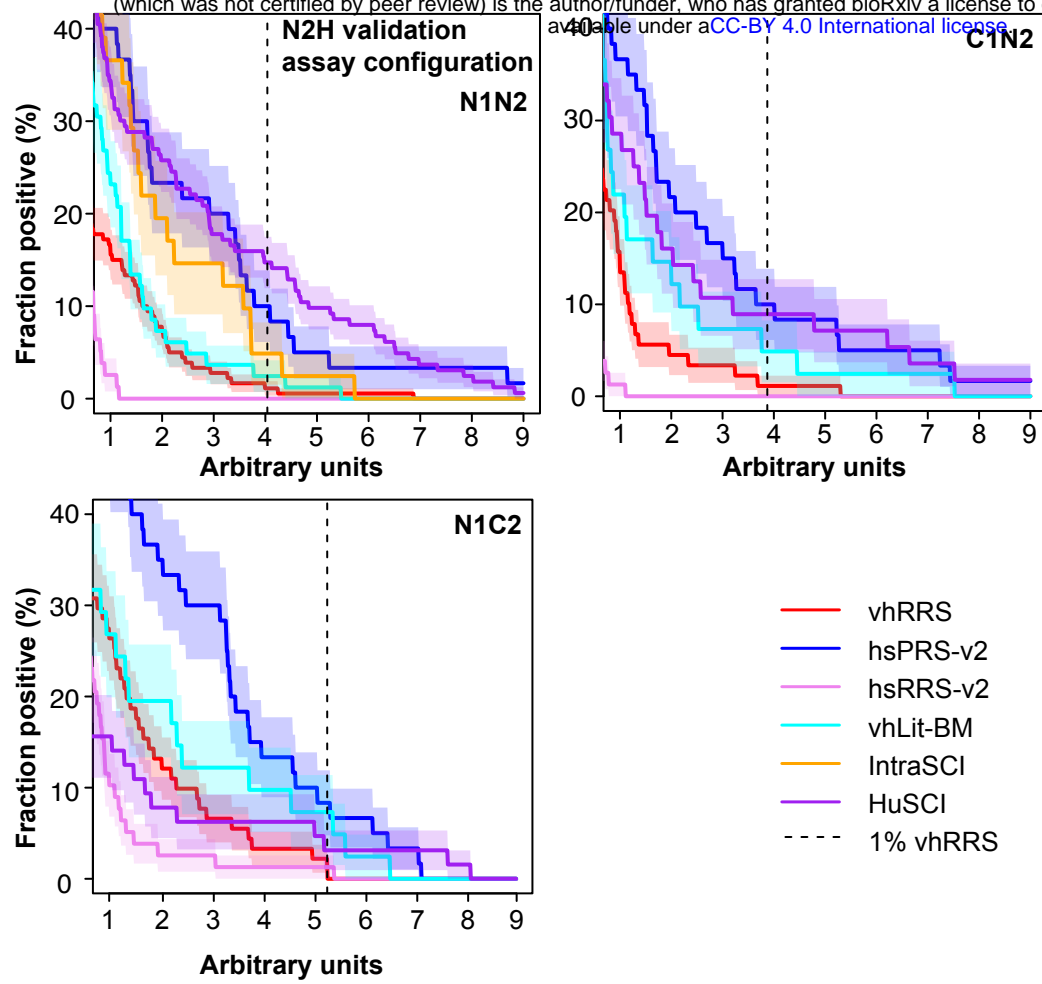 (which was not certified by peer review) is the author/funder, who has granted bioRxiv a license to
available under aCC-BY 4.0 International license.
N2H validation
assay configuration
N1N2
Fraction positive (%)
40
30
20
10
0
1 2 3 4 5 6 7 8 9
Arbitrary units
C1N2
40
30
20
10
0
1 2 3 4 5 6 7 8 9
Arbitrary units
N1C2
Fraction positive (%)
40
30
20
10
0
1 2 3 4 5 6 7 8 9
Arbitrary units
vhRRS
hsPRS-v2
hsRRS-v2
vhLit-BM
IntraSCI
HuSCI
1% vhRRS